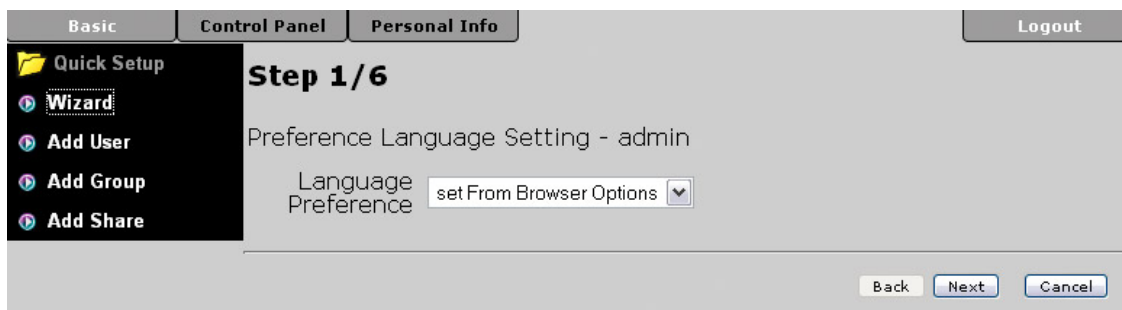 Basic
Control Panel
Personal Info
Logout
Quick Setup
Wizard
Add User
Add Group
Add Share
Step 1/6
Preference Language Setting - admin
Language
Preference
set From Browser Options
Back
Next
Cancel